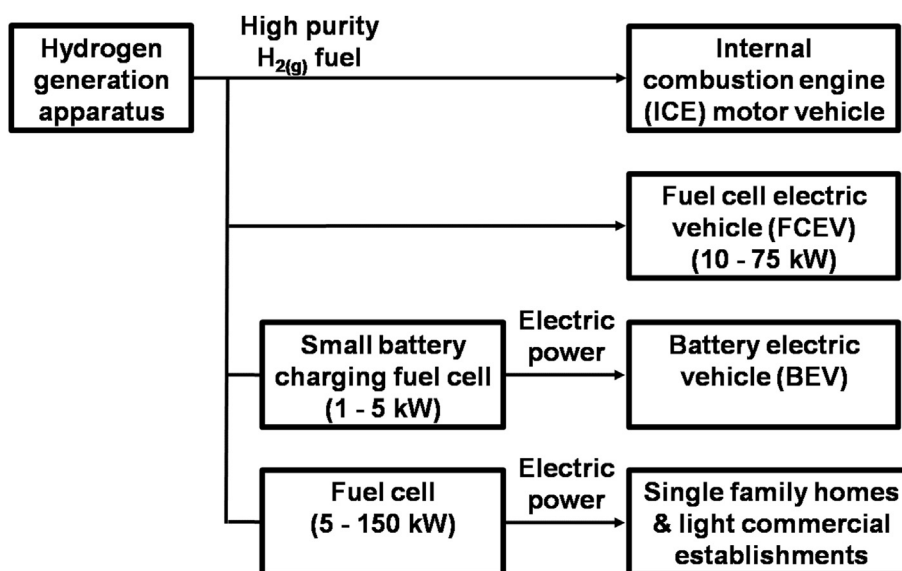 Hydrogen
generation
apparatus
High purity
H2(g) fuel
Internal
combustion engine
(ICE) motor vehicle
Fuel cell electric
vehicle (FCEV)
(10 - 75 kW)
Small battery
charging fuel cell
(1 - 5 kW)
Electric
power
Battery electric
vehicle (BEV)
Fuel cell
(5 - 150 kW)
Electric
power
Single family homes
& light commercial
establishments